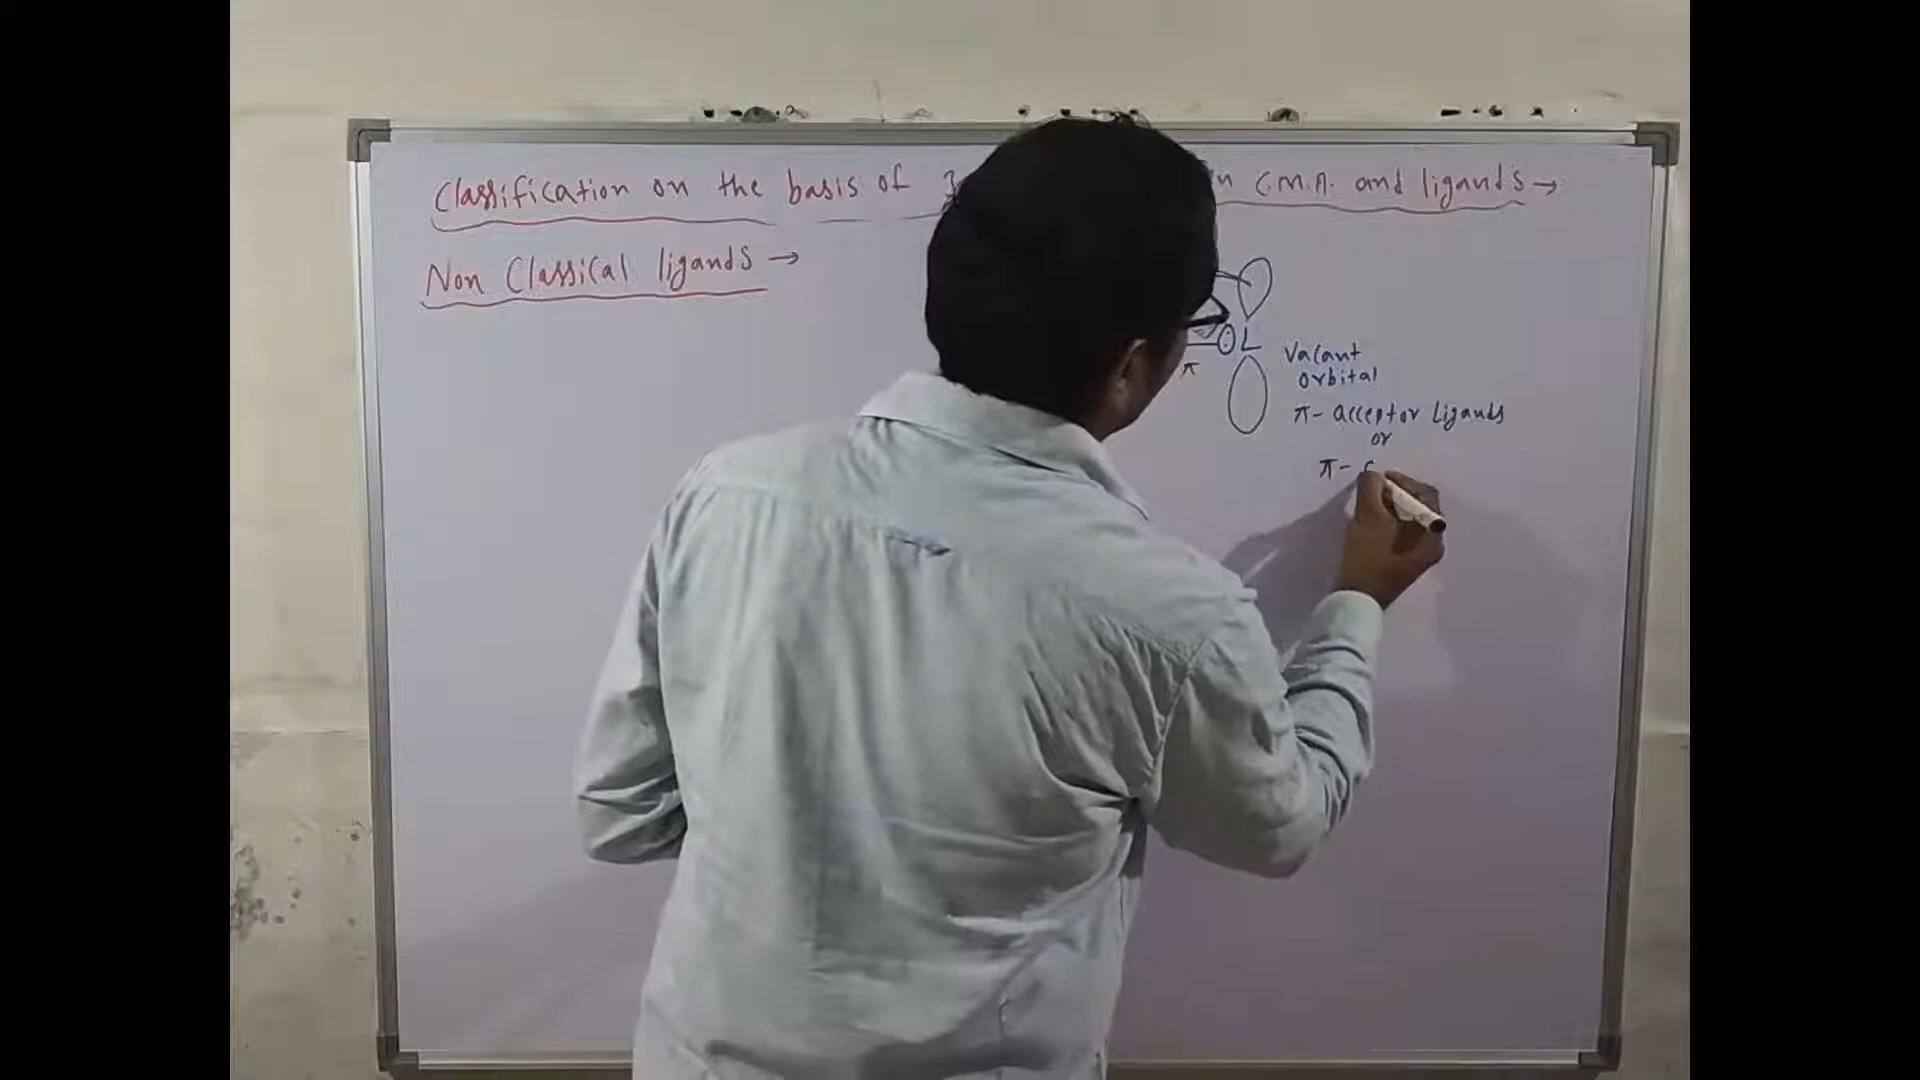 Classification on the basis of C.M.A. and ligands →
Non Classical ligands →
L
π
Vacant
orbital
π- acceptor Ligands
or
π-